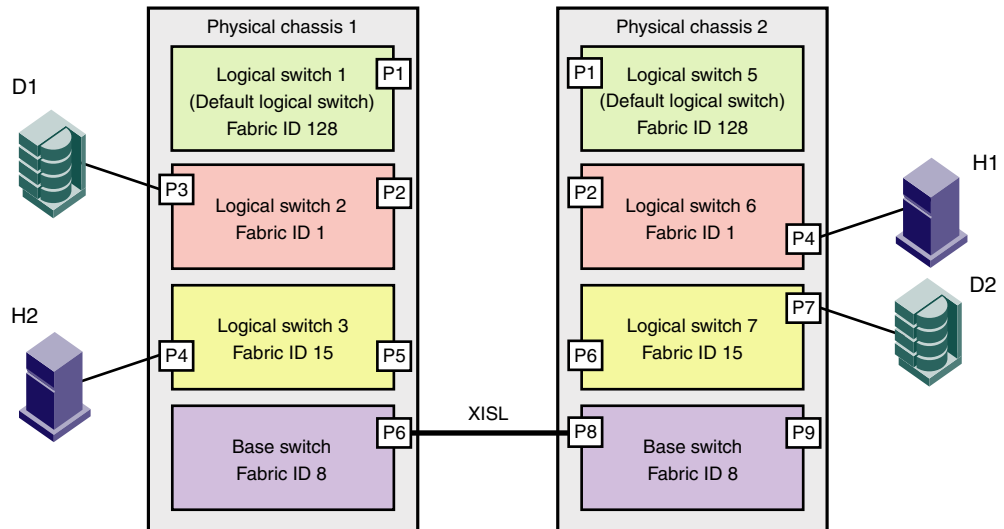 Physical chassis 1
Physical chassis 2
Logical switch 1
(Default logical switch)
Fabric ID 128
P1
P1
Logical switch 5
(Default logical switch)
Fabric ID 128
D1
H1
P3
Logical switch 2
Fabric ID 1
P2
P2
Logical switch 6
Fabric ID 1
P4
D2
H2
P4
Logical switch 3
Fabric ID 15
P5
P6
Logical switch 7
Fabric ID 15
P7
Base switch
Fabric ID 8
P6
XISL
P8
Base switch
Fabric ID 8
P9